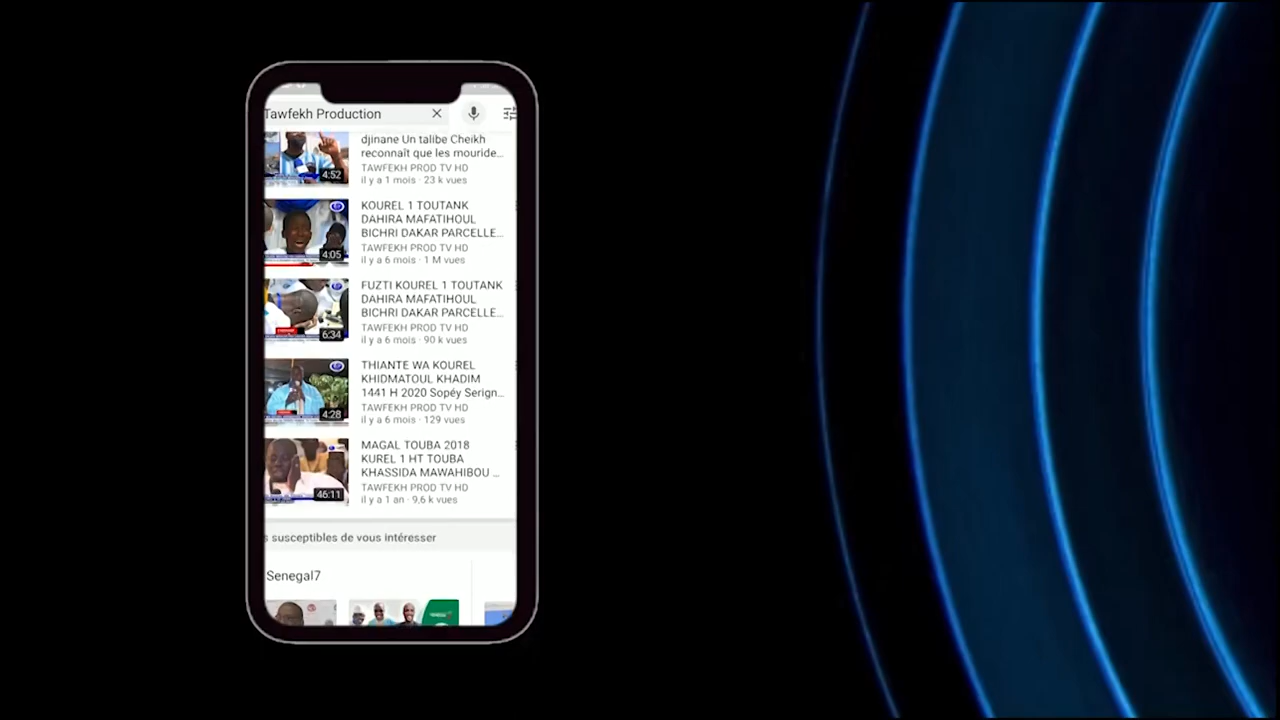 Tawfekh Production
djinane Un talibe Cheikh
reconnaît que les mouride...
TAWFEKH PROD TV HD
il y a 1 mois · 23 k vues
4:52
KOUREL 1 TOUTANK
DAHIRA MAFATIHOUL
BICHRI DAKAR PARCELLE...
TAWFEKH PROD TV HD
il y a 6 mois · 1 M vues
4:05
FUZTI KOUREL 1 TOUTANK
DAHIRA MAFATIHOUL
BICHRI DAKAR PARCELLE...
TAWFEKH PROD TV HD
il y a 6 mois · 90 k vues
6:34
THIANTE WA KOUREL
KHIDMATOUL KHADIM
1441 H 2020 Sopéy Serign...
TAWFEKH PROD TV HD
il y a 6 mois · 129 vues
4:28
MAGAL TOUBA 2018
KUREL 1 HT TOUBA
KHASSIDA MAWAHIBOU ...
TAWFEKH PROD TV HD
il y a 1 an · 9,6 k vues
46:11
s susceptibles de vous intéresser
Senegal7